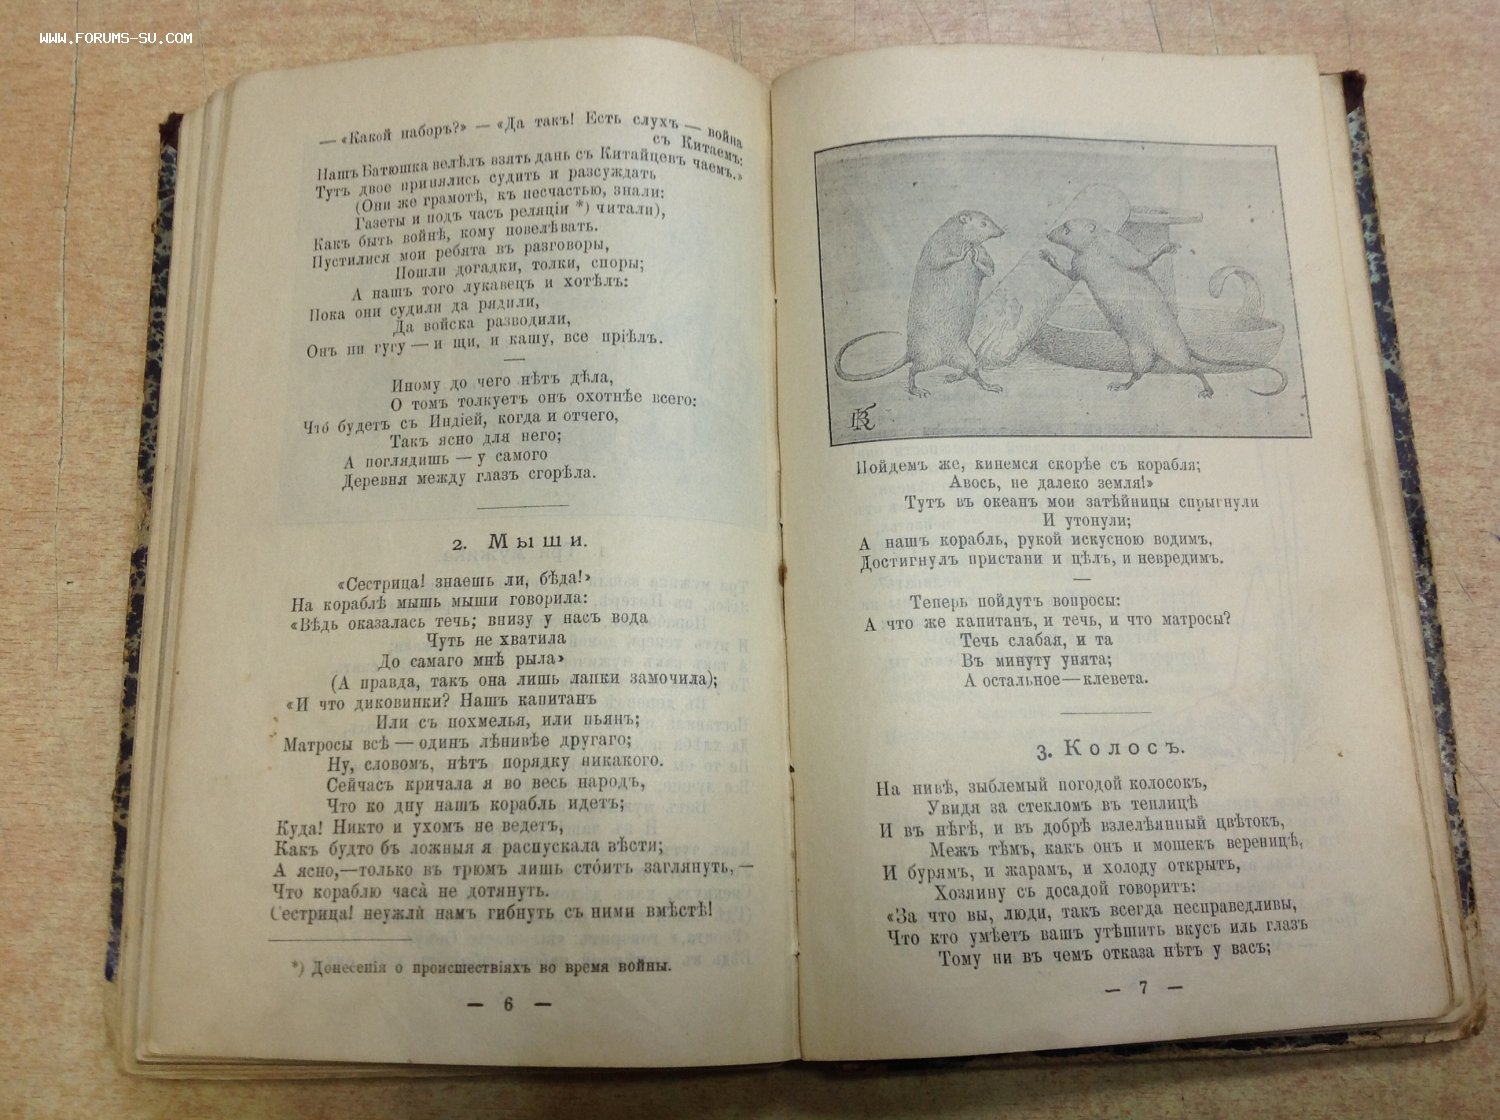 WWW.FORUMS-SU.COM
— «Какой наборъ?» — «Да такъ! Есть слухъ — война
съ Китаемъ:
Нашъ Батюшка велѣлъ взять дань съ Китайцевъ чаемъ.»
Тутъ двое принялись судить и разсуждать
(Они же грамотѣ, къ несчастью, знали:
Газеты и подъ часъ реляціи *) читали),
Какъ быть войнѣ, кому повелѣвать.
Пустилися мои ребята въ разговоры,
Пошли догадки, толки, споры;
А нашъ того лукавецъ и хотѣлъ:
Пока они судили да рядили,
Да войска разводили,
Онъ ни гугу — и щи, и кашу, все пріѣлъ.
Иному до чего нѣтъ дѣла,
О томъ толкуетъ онъ охотнѣе всего:
Что будетъ съ Индіей, когда и отчего,
Такъ ясно для него;
А поглядишь — у самого
Деревня между глазъ сгорѣла.
2. Мыши.
«Сестрица! знаешь ли, бѣда!»
На кораблѣ мышь мыши говорила:
«Вѣдь оказалась течь; внизу у насъ вода
Чуть не хватила
До самаго мнѣ рыла»
(А правда, такъ она лишь лапки замочила);
«И что диковинки? Нашъ капитанъ
Или съ похмелья, или пьянъ;
Матросы всѣ — одинъ лѣнивѣе другаго;
Ну, словомъ, нѣтъ порядку никакого.
Сейчасъ кричала я во весь народъ,
Что ко дну нашъ корабль идетъ;
Куда! Никто и ухомъ не ведетъ,
Какъ будто бъ ложныя я распускала вѣсти;
А ясно,—только въ трюмъ лишь сто́итъ заглянуть, —
Что кораблю часа̀ не дотянуть.
Сестрица! неужли̇ намъ гибнуть съ ними вмѣстѣ!
*) Донесенія о происшествіяхъ во время войны.
— 6 —
RK
Пойдемъ же, кинемся скорѣе съ корабля;
Авось, не далеко земля!»
Тутъ въ океанъ мои затѣйницы спрыгнули
И утонули;
А нашъ корабль, рукой искусною водимъ,
Достигнулъ пристани и цѣлъ, и невредимъ.
Теперь пойдутъ вопросы:
А что же капитанъ, и течь, и что матросы?
Течь слабая, и та
Въ минуту унята;
А остальное—клевета.
3. Колосъ.
На нивѣ, зыблемый погодой колосокъ,
Увидя за стекломъ въ теплицѣ
И въ нѣгѣ, и въ добрѣ взлелѣянный цвѣтокъ,
Межъ тѣмъ, какъ онъ и мошекъ вереницѣ,
И бурямъ, и жарамъ, и холоду открытъ,
Хозяину съ досадой говоритъ:
«За что вы, люди, такъ всегда несправедливы,
Что кто умѣетъ вашъ утѣшить вкусъ иль глазъ
Тому ни въ чемъ отказа нѣтъ у васъ;
— 7 —